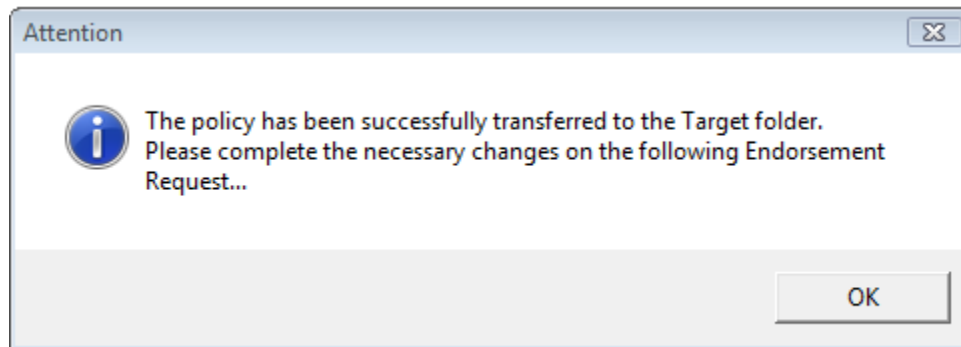 Attention
The policy has been successfully transferred to the Target folder.
Please complete the necessary changes on the following Endorsement
Request...
OK